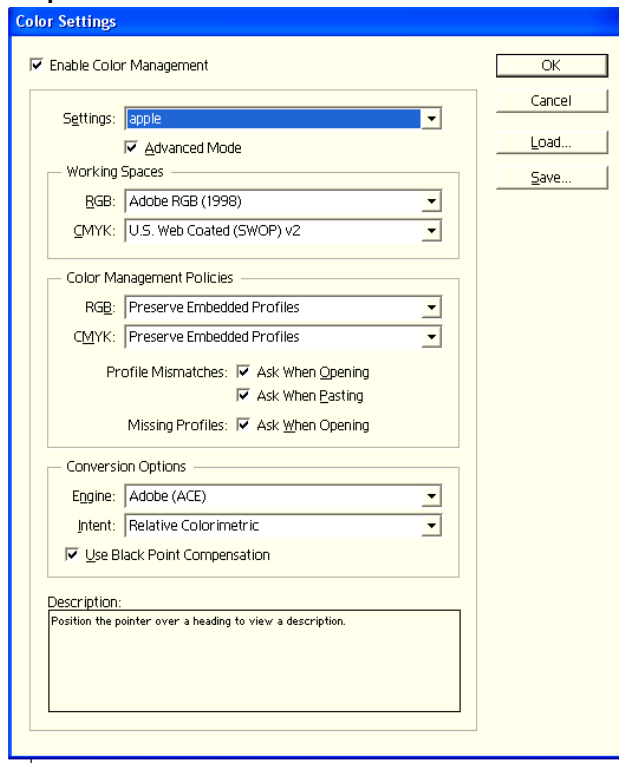 Color Settings
Enable Color Management
OK
Cancel
Load...
Save...
Settings: apple
Advanced Mode
Working Spaces
RGB: Adobe RGB (1998)
CMYK: U.S. Web Coated (SWOP) v2
Color Management Policies
RGB: Preserve Embedded Profiles
CMYK: Preserve Embedded Profiles
Profile Mismatches: Ask When Opening
Ask When Pasting
Missing Profiles: Ask When Opening
Conversion Options
Engine: Adobe (ACE)
Intent: Relative Colorimetric
Use Black Point Compensation
Description:
Position the pointer over a heading to view a description.